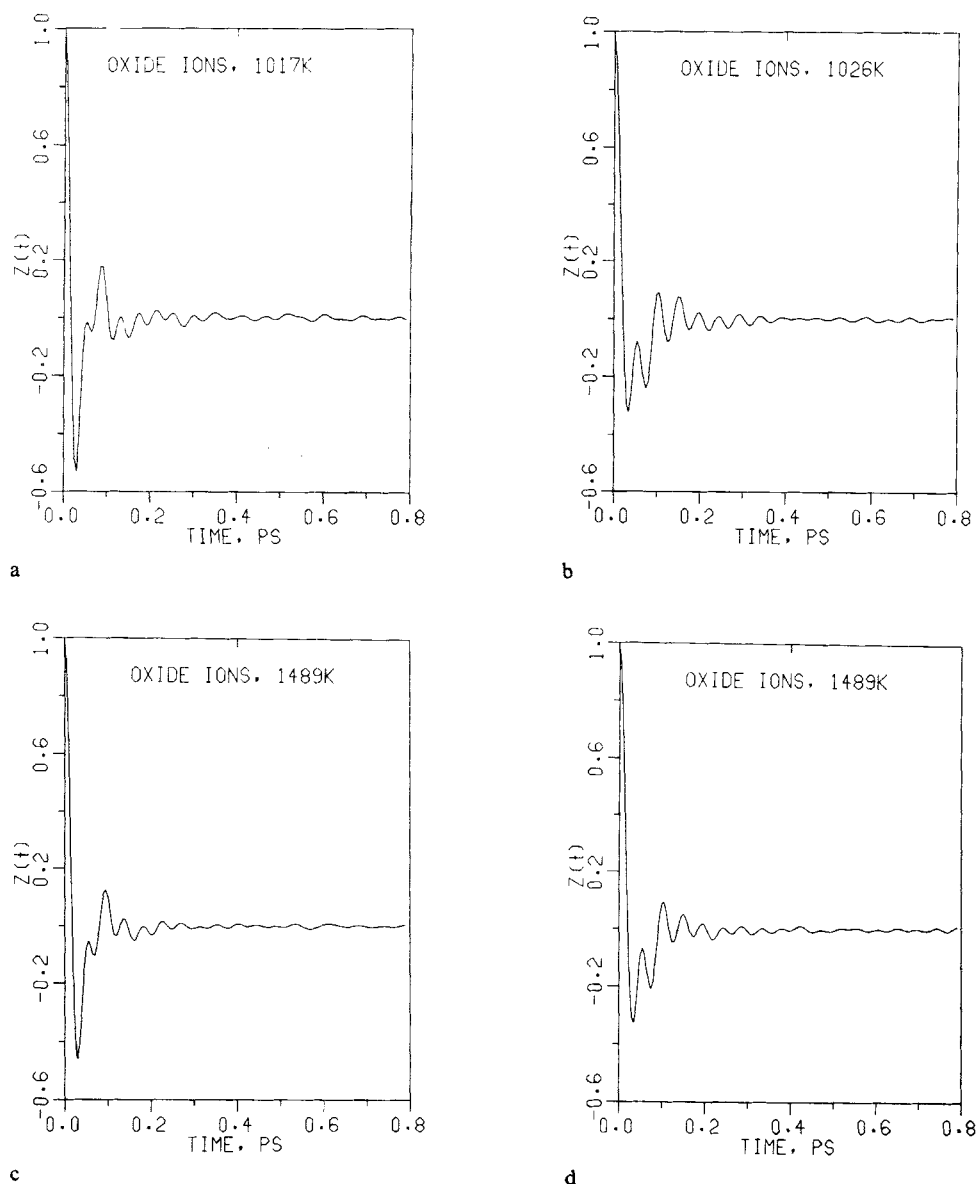 1.0
0.6
0.2
-0.2
-0.6
Z(t)
OXIDE IONS, 1017K
0.0 0.2 0.4 0.6 0.8
TIME, PS
a
1.0
0.6
0.2
-0.2
-0.6
Z(t)
OXIDE IONS, 1026K
0.0 0.2 0.4 0.6 0.8
TIME, PS
b
1.0
0.6
0.2
-0.2
-0.6
Z(t)
OXIDE IONS, 1489K
0.0 0.2 0.4 0.6 0.8
TIME, PS
c
1.0
0.6
0.2
-0.2
-0.6
Z(t)
OXIDE IONS, 1489K
0.0 0.2 0.4 0.6 0.8
TIME, PS
d